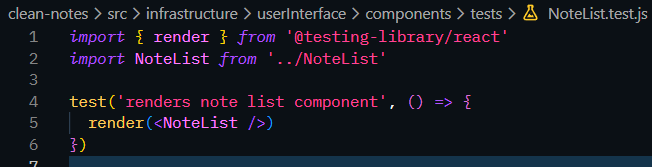 clean-notes > src > infrastructure > userInterface > components > tests > NoteList.test.js
1 import { render } from '@testing-library/react'
2 import NoteList from '../NoteList'
3
4 test('renders note list component', () => {
5   render(<NoteList />)
6 })
7